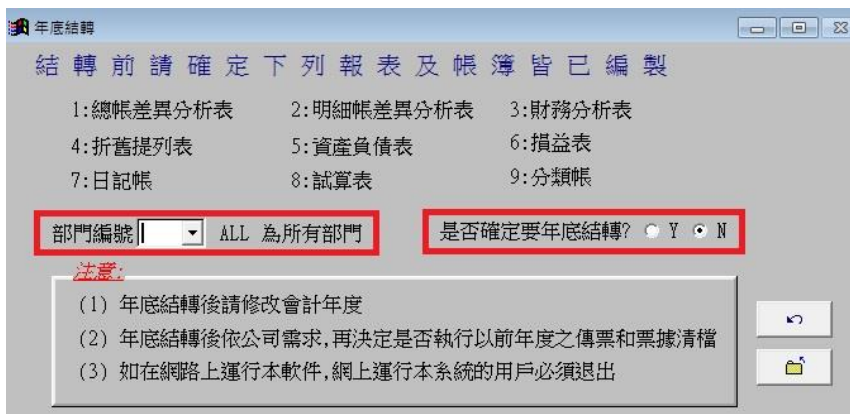 年底結轉
結轉前請確定下列報表及帳簿皆已編製
1:總帳差異分析表 2:明細帳差異分析表 3:財務分析表
4:折舊提列表 5:資產負債表 6:損益表
7:日記帳 8:試算表 9:分類帳
部門編號 ALL 為所有部門 是否確定要年底結轉? Y N
注意:
(1) 年底結轉後請修改會計年度
(2) 年底結轉後依公司需求,再決定是否執行以前年度之傳票和票據清檔
(3) 如在網路上運行本軟件,網上運行本系統的用戶必須退出